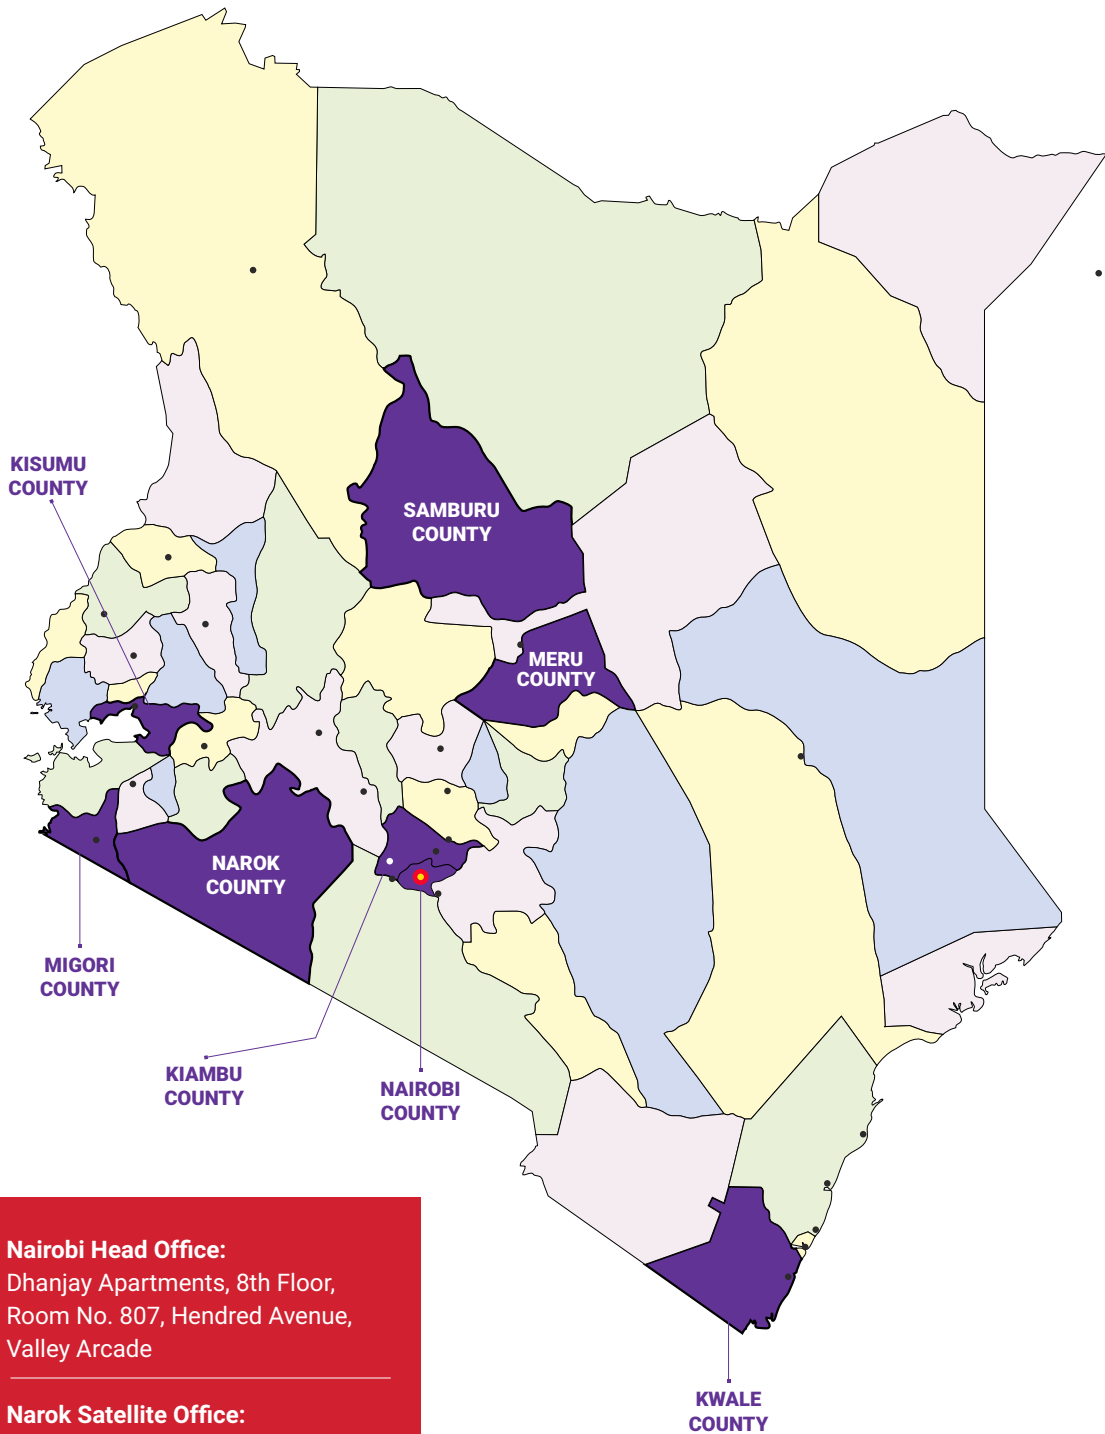 KISUMU
COUNTY
SAMBURU
COUNTY
MERU
COUNTY
NAROK
COUNTY
MIGORI
COUNTY
KIAMBU
COUNTY
NAIROBI
COUNTY
Nairobi Head Office:
Dhanjay Apartments, 8th Floor,
Room No. 807, Hendred Avenue,
Valley Arcade
Narok Satellite Office:
KWALE
COUNTY